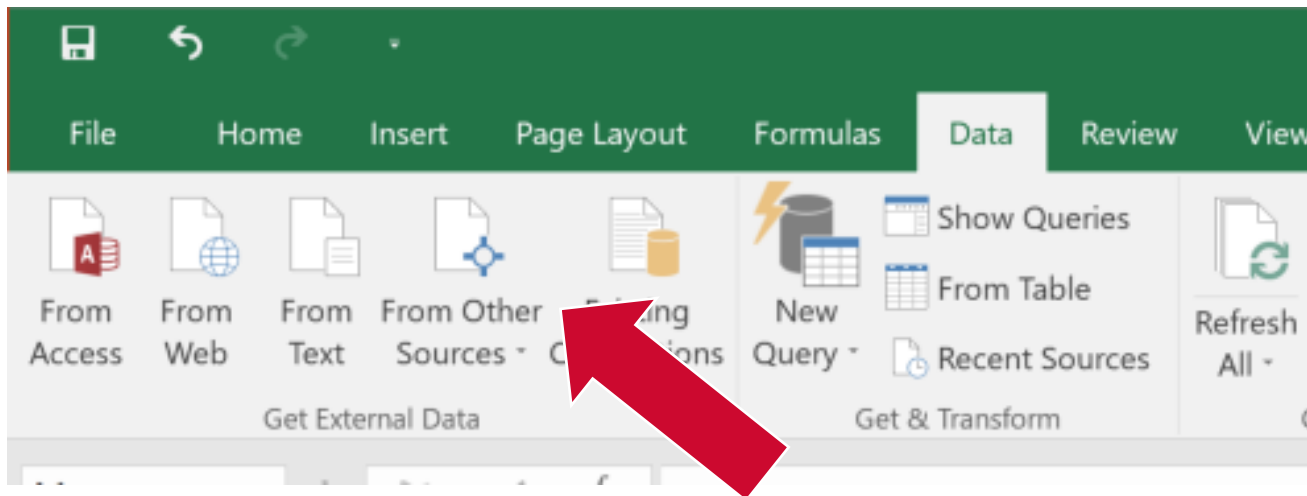 File Home Insert Page Layout Formulas Data Review View
A
From Access
From Web
From Text
From Other Sources
New Query
Show Queries
From Table
Recent Sources
Refresh All
Get External Data
Get & Transform